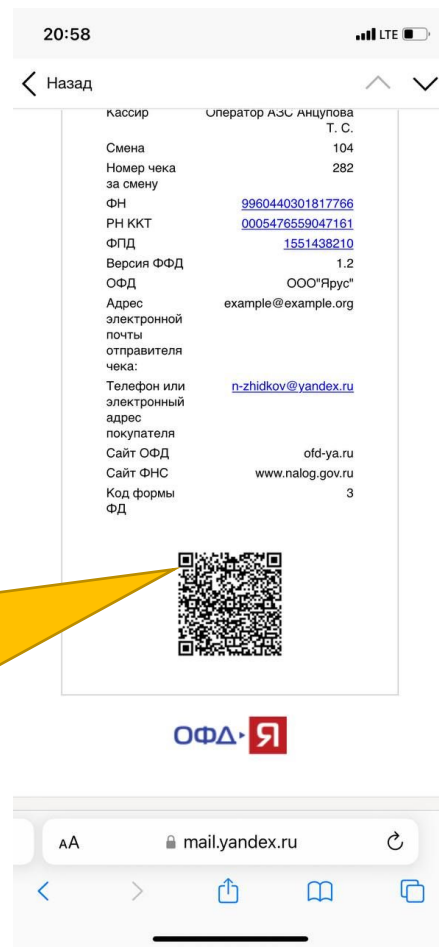 20:58 LTE
Назад
Кассир Оператор АЗС Анцупова
Т. С.
Смена 104
Номер чека 282
за смену
ФН 9960440301817766
РН ККТ 0005476559047161
ФПД 1551438210
Версия ФФД 1.2
ОФД ООО"Ярус"
Адрес example@example.org
электронной
почты
отправителя
чека:
Телефон или n-zhidkov@yandex.ru
электронный
адрес
покупателя
Сайт ОФД ofd-ya.ru
Сайт ФНС www.nalog.gov.ru
Код формы 3
ФД
ОФД Я
AA mail.yandex.ru